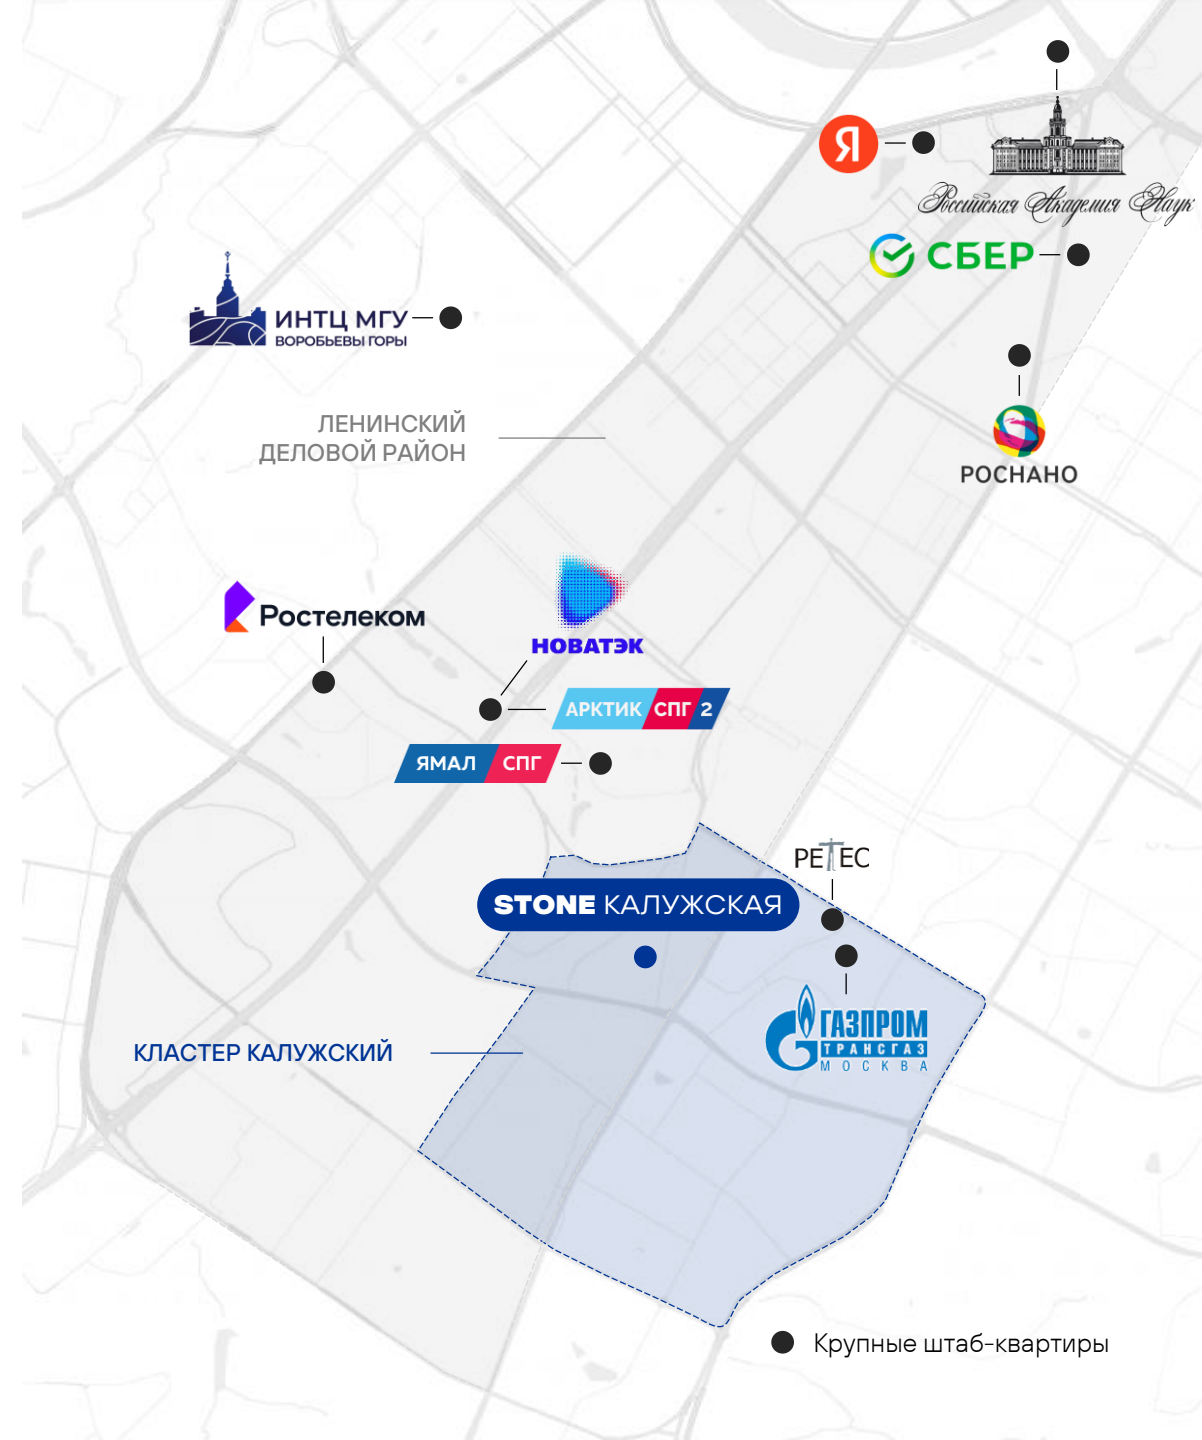 Я
Российская Академия Наук
СБЕР
ИНТЦ МГУ
ВОРОБЬЕВЫ ГОРЫ
ЛЕНИНСКИЙ
ДЕЛОВОЙ РАЙОН
РОСНАНО
Ростелеком
НОВАТЭК
АРКТИК СПГ 2
ЯМАЛ СПГ
РЕТЕС
STONE КАЛУЖСКАЯ
ГАЗПРОМ
ТРАНСГАЗ
МОСКВА
КЛАСТЕР КАЛУЖСКИЙ
Крупные штаб-квартиры